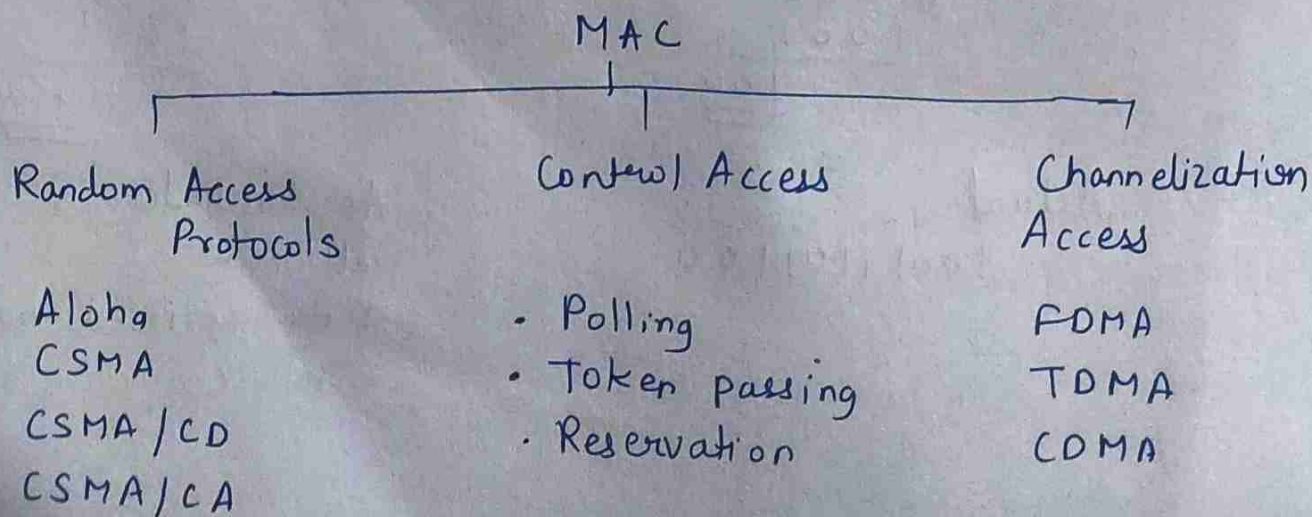 MAC
Random Access
Protocols
Aloha
CSMA
CSMA/CD
CSMA/CA
Control Access
• Polling
• Token passing
• Reservation
Channelization
Access
FDMA
TDMA
CDMA